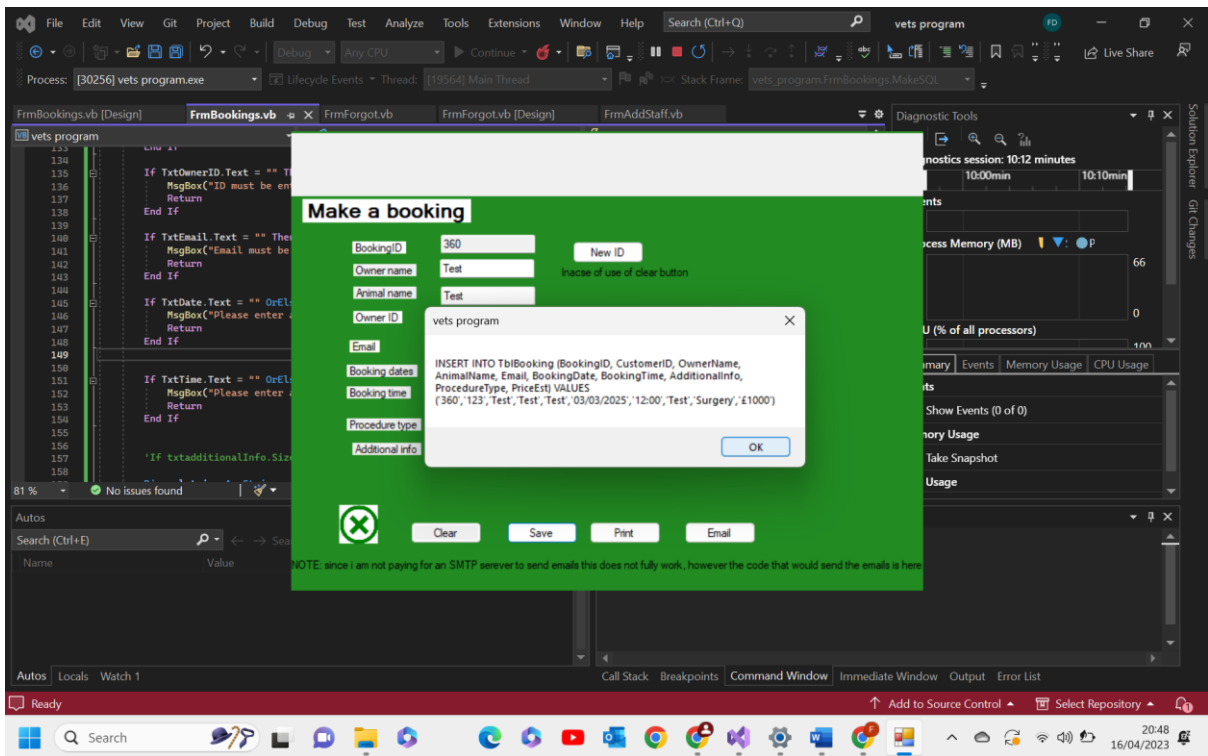 File Edit View Git Project Build Debug Test Analyze Tools Extensions Window Help Search (Ctrl+Q) vets program FD
Debug Any CPU Continue Live Share
Process: [30256] vets program.exe Lifecycle Events Thread: [19564] Main Thread Stack Frame: vets_program.FrmBookings.MakeSQL
FrmBookings.vb [Design] FrmBookings.vb FrmForgot.vb FrmForgot.vb [Design] FrmAddStaff.vb
Diagnostic Tools
Solution Explorer
Git Changes
VB vets program
133 End If
134
135 If TxtOwnerID.Text = ""
136 MsgBox("ID must be
137 Return
138 End If
139
140 If TxtEmail.Text = "" The
141 MsgBox("Email must be
142 Return
143 End If
144
145 If TxtDate.Text = "" OrEl
146 MsgBox("Please enter
147 Return
148 End If
149
150
151 If TxtTime.Text = "" OrEl
152 MsgBox("Please enter
153 Return
154 End If
155
156
157 'If txtadditionalInfo.Siz
158
81 % No issues found
Make a booking
BookingID 360 New ID
Owner name Test Inacse of use of clear button
Animal name Test
Owner ID
Email
Booking dates
Booking time
Procedure type
Additional info
vets program
INSERT INTO TblBooking (BookingID, CustomerID, OwnerName,
AnimalName, Email, BookingDate, BookingTime, AdditionalInfo,
ProcedureType, PriceEst) VALUES
('360','123','Test','Test','Test','03/03/2025','12:00','Test','Surgery','£1000')
OK
Clear Save Print Email
NOTE: since i am not paying for an SMTP serever to send emails this does not fully work, however the code that would send the emails is here
nostics session: 10:12 minutes
10:00min 10:10min
nts
ocess Memory (MB) P
66
0
U (% of all processors)
100
mmary Events Memory Usage CPU Usage
ts
Show Events (0 of 0)
mory Usage
Take Snapshot
Usage
Autos
Search (Ctrl+E)
Name Value
Autos Locals Watch 1
Call Stack Breakpoints Command Window Immediate Window Output Error List
Ready Add to Source Control Select Repository
Search
20:48
16/04/2023